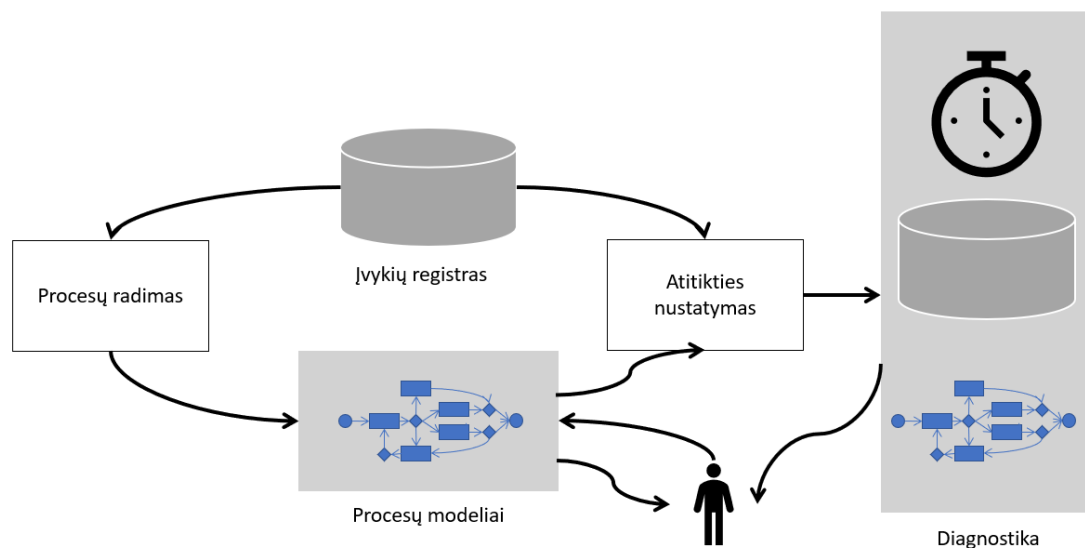 Įvykių registras
Procesų radimas
Atitikties
nustatymas
Procesų modeliai
Diagnostika